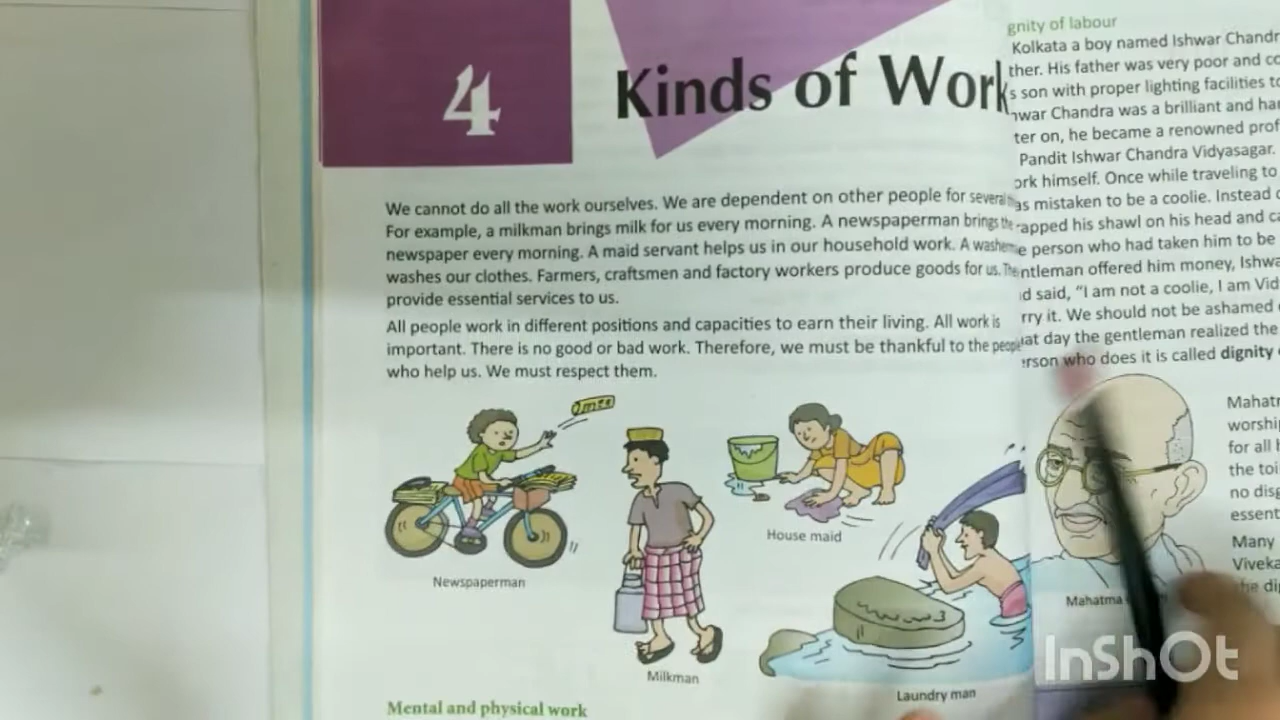 4
Kinds of Work
We cannot do all the work ourselves. We are dependent on other people for several
For example, a milkman brings milk for us every morning. A newspaperman brings the
newspaper every morning. A maid servant helps us in our household work. A
washes our clothes. Farmers, craftsmen and factory workers produce goods for us.
provide essential services to us.
All people work in different positions and capacities to earn their living. All work is
important. There is no good or bad work. Therefore, we must be thankful to the people
who help us. We must respect them.
Newspaperman
Milkman
House maid
Laundry man
Mental and physical work
gnity of labour
Kolkata a boy named Ishwar Chandr
ther. His father was very poor and co
s son with proper lighting facilities to
war Chandra was a brilliant and har
ter on, he became a renowned prof
Pandit Ishwar Chandra Vidyasagar.
ork himself. Once while traveling to
as mistaken to be a coolie. Instead
rapped his shawl on his head and ca
e person who had taken him to be
ntleman offered him money, Ishwa
d said, "I am not a coolie, I am Vid
rry it. We should not be ashamed
at day the gentleman realized the
erson who does it is called dignity
Mahatma
Mahatm
worship
for all
the toi
no disg
essent
Many
Viveka
he di
InShOt